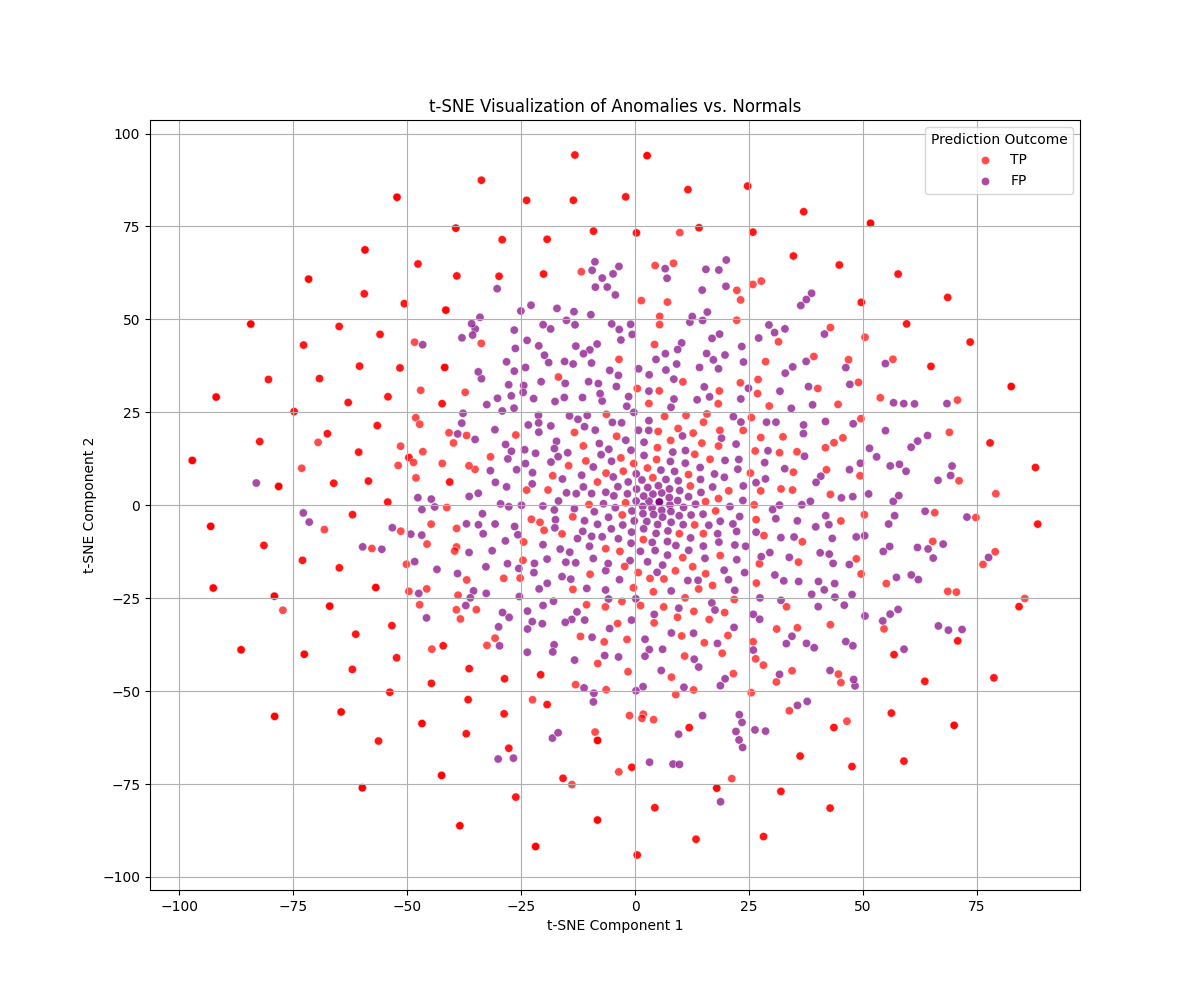 t-SNE Visualization of Anomalies vs. Normals
Prediction Outcome
TP
FP
100
75
50
25
0
−25
−50
−75
−100
t-SNE Component 2
−100
−75
−50
−25
0
25
50
75
t-SNE Component 1